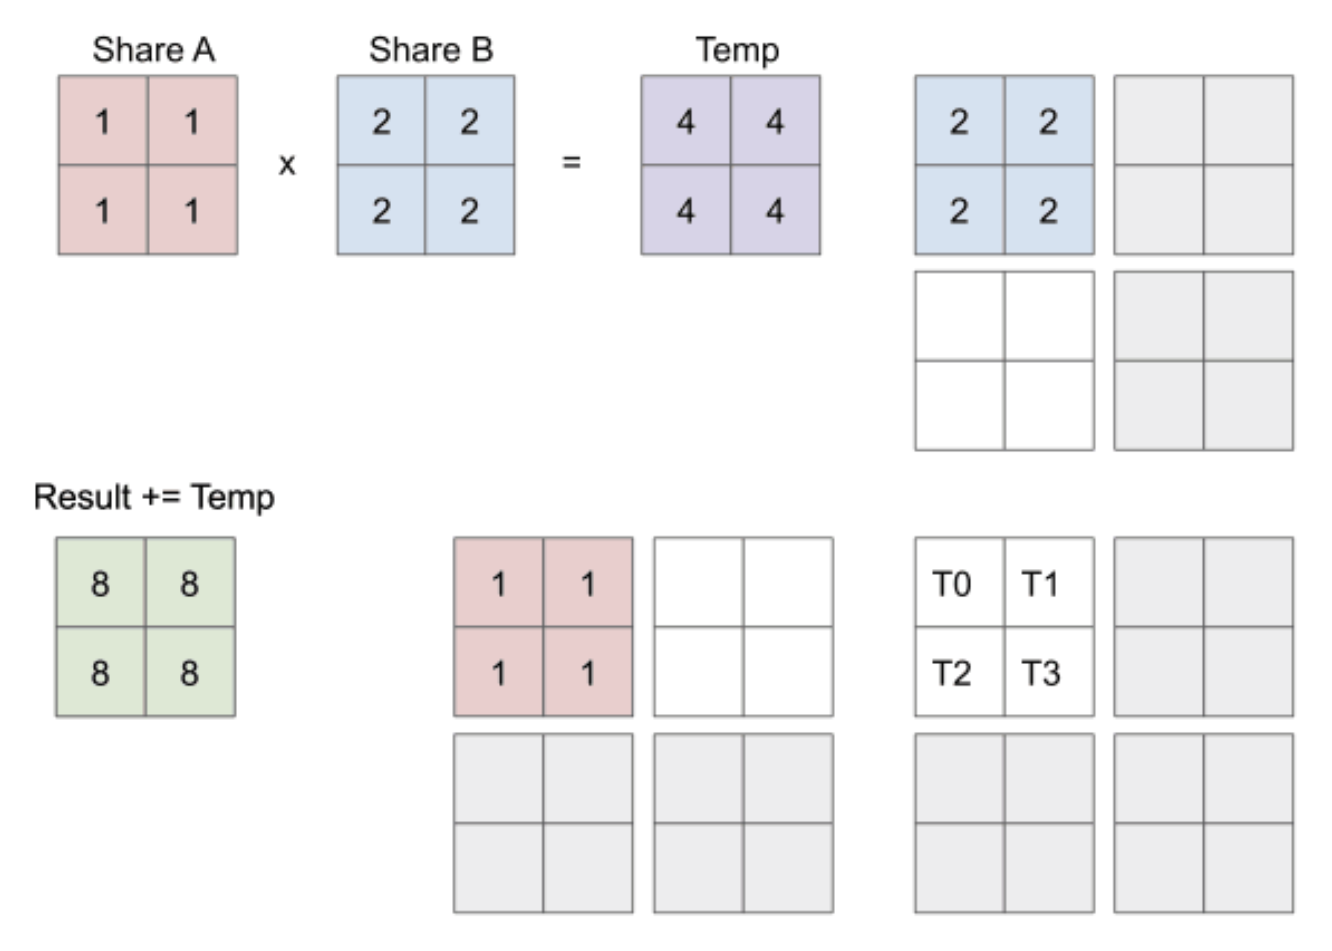 Share A Share B Temp
1 1 2 2 4 4 2 2
x =
1 1 2 2 4 4 2 2
Result += Temp
8 8 1 1 T0 T1
8 8 1 1 T2 T3